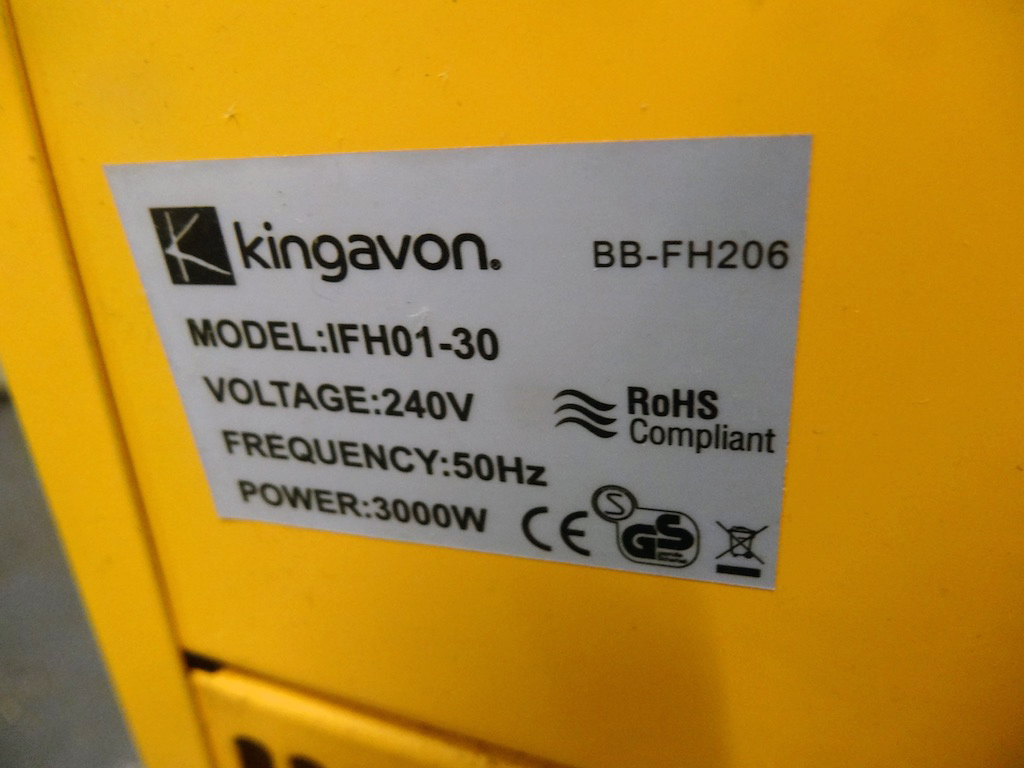 kingavon®
BB-FH206
MODEL:IFH01-30
VOLTAGE:240V
RoHS
Compliant
FREQUENCY:50Hz
POWER:3000W
CE
S
GS